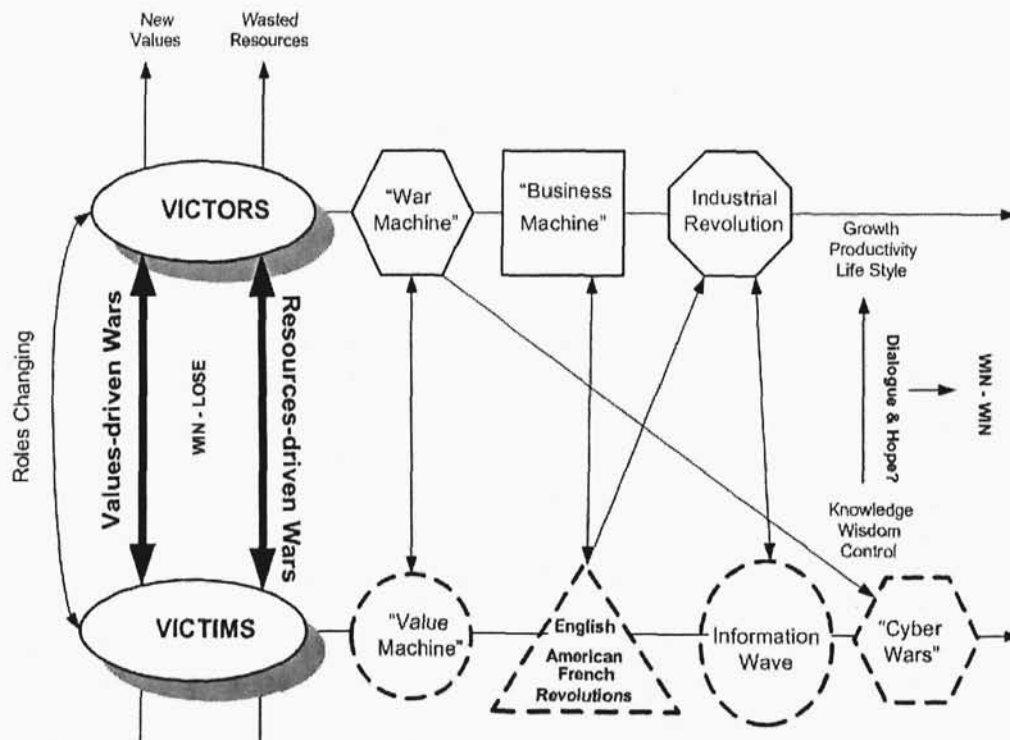 New
Values
Wasted
Resources
VICTORS
"War
Machine"
"Business
Machine"
Industrial
Revolution
Growth
Productivity
Life Style
Roles Changing
Values-driven Wars
WIN - LOSE
Resources-driven Wars
Dialogue & Hope?
WIN - WIN
Knowledge
Wisdom
Control
VICTIMS
"Value
Machine"
English
American
French
Revolutions
Information
Wave
"Cyber
Wars"